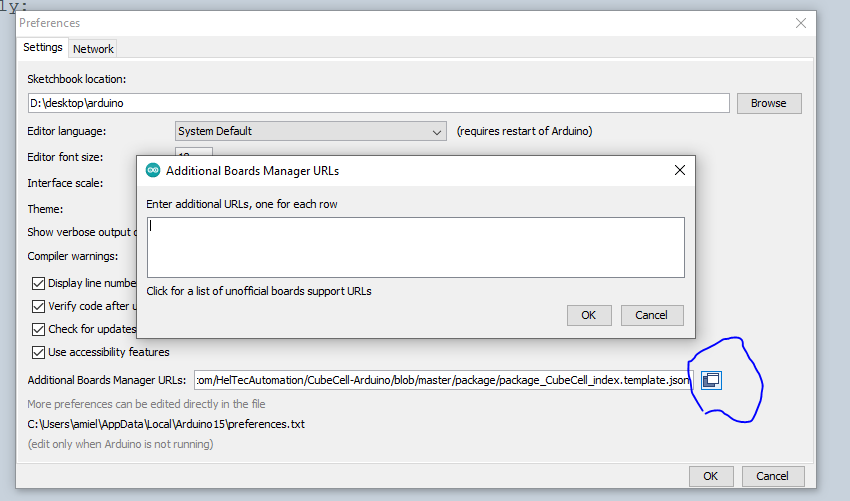 ly:
Preferences
Settings Network
Sketchbook location:
D:\desktop\arduino
Browse
Editor language: System Default (requires restart of Arduino)
Editor font size:
Additional Boards Manager URLs
Interface scale:
Enter additional URLs, one for each row
Theme:
Show verbose output
Compiler warnings:
Display line numbe
Click for a list of unofficial boards support URLs
Verify code after u
OK Cancel
Check for updates
Use accessibility features
Additional Boards Manager URLs: :om/HelTecAutomation/CubeCell-Arduino/blob/master/package/package_CubeCell_index.template.json
More preferences can be edited directly in the file
C:\Users\amiel\AppData\Local\Arduino15\preferences.txt
(edit only when Arduino is not running)
OK Cancel